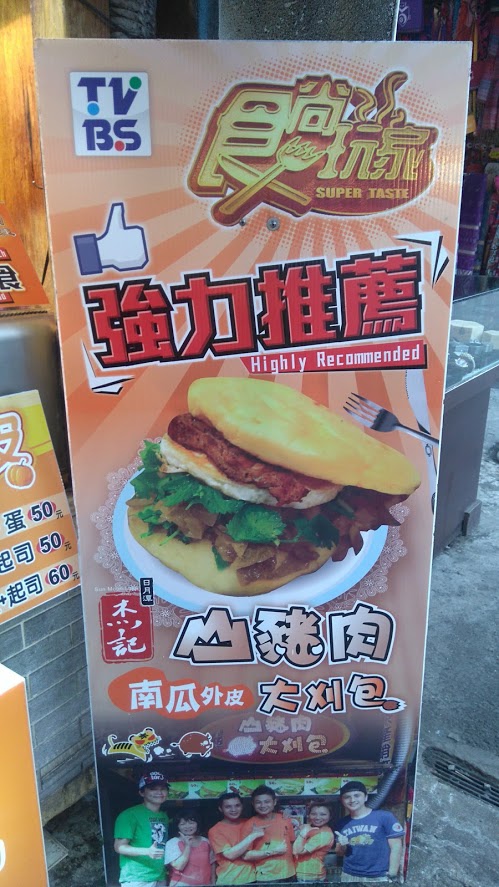 TVBS
食尚玩家
SUPER TASTE
強力推薦
Highly Recommended
日月潭
杰記
山豬肉
南瓜外皮 大刈包
山豬肉
大刈包
蛋 50元
起司 50元
+起司 60元
TAIWAN